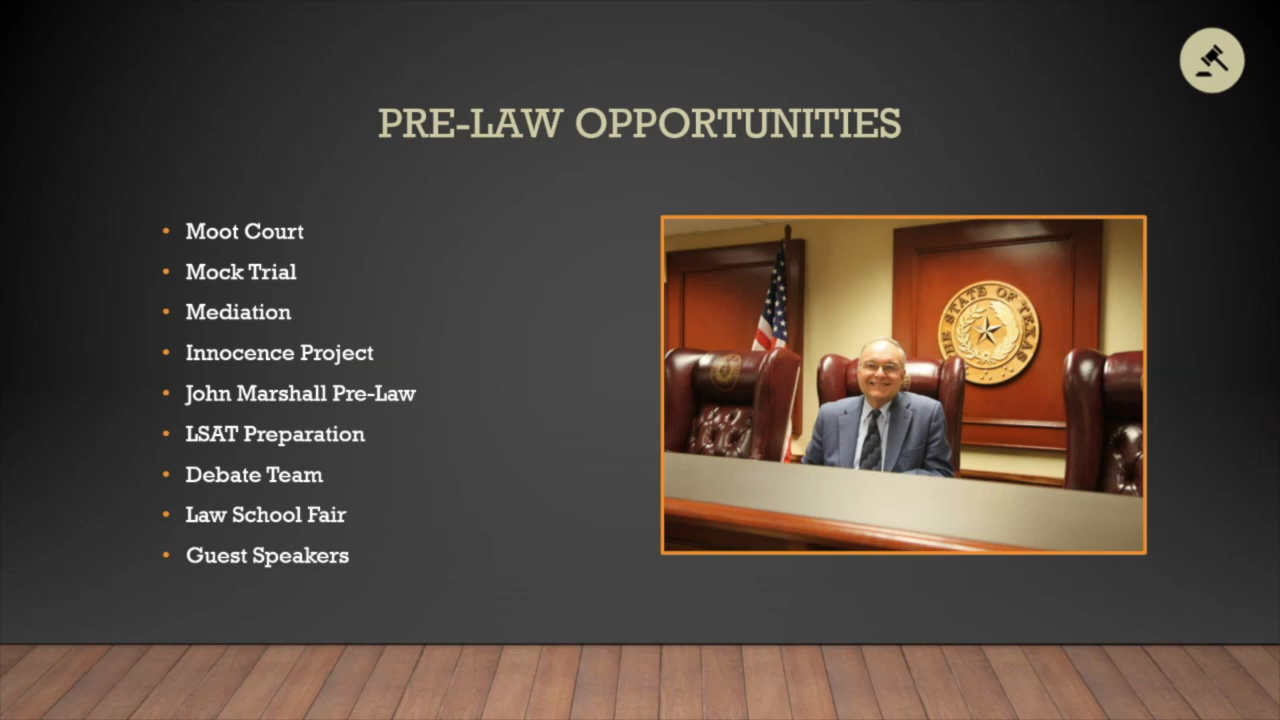 PRE-LAW OPPORTUNITIES
Moot Court
Mock Trial
Mediation
Innocence Project
John Marshall Pre-Law
LSAT Preparation
Debate Team
Law School Fair
Guest Speakers
THE STATE OF TEXAS